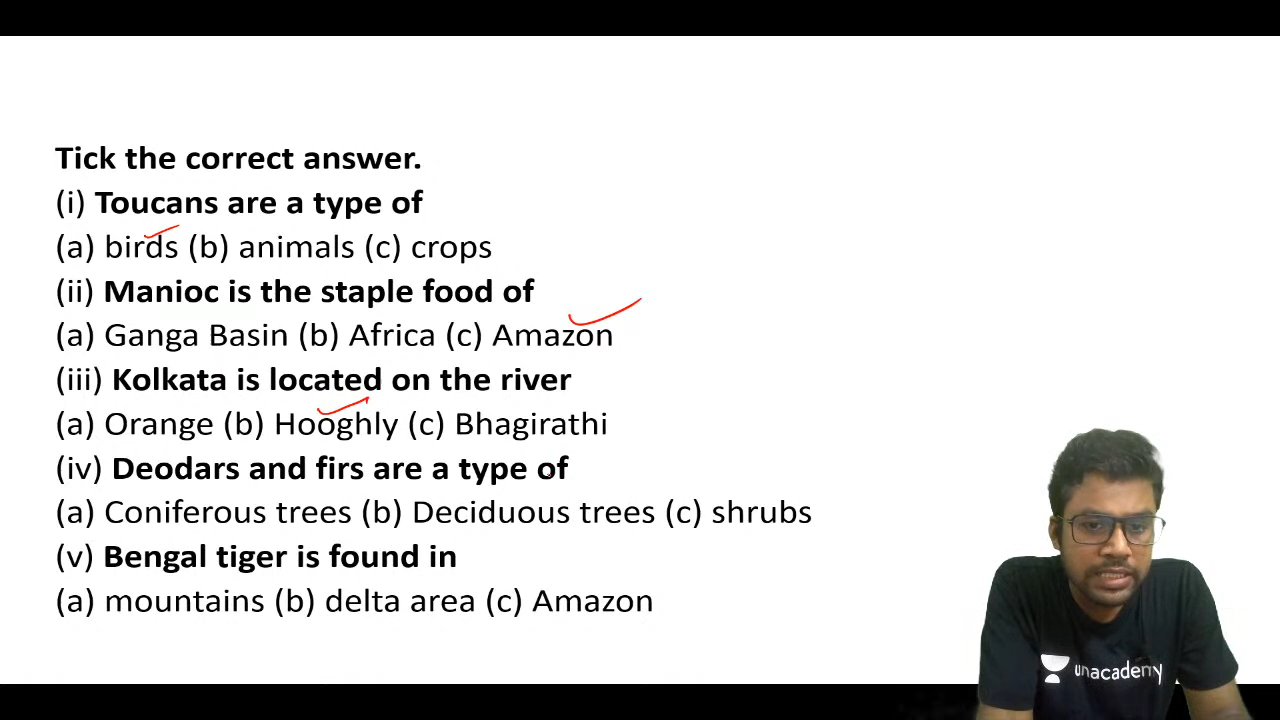 Tick the correct answer.
(i) Toucans are a type of
(a) birds (b) animals (c) crops
(ii) Manioc is the staple food of
(a) Ganga Basin (b) Africa (c) Amazon
(iii) Kolkata is located on the river
(a) Orange (b) Hooghly (c) Bhagirathi
(iv) Deodars and firs are a type of
(a) Coniferous trees (b) Deciduous trees (c) shrubs
(v) Bengal tiger is found in
(a) mountains (b) delta area (c) Amazon
unacademy